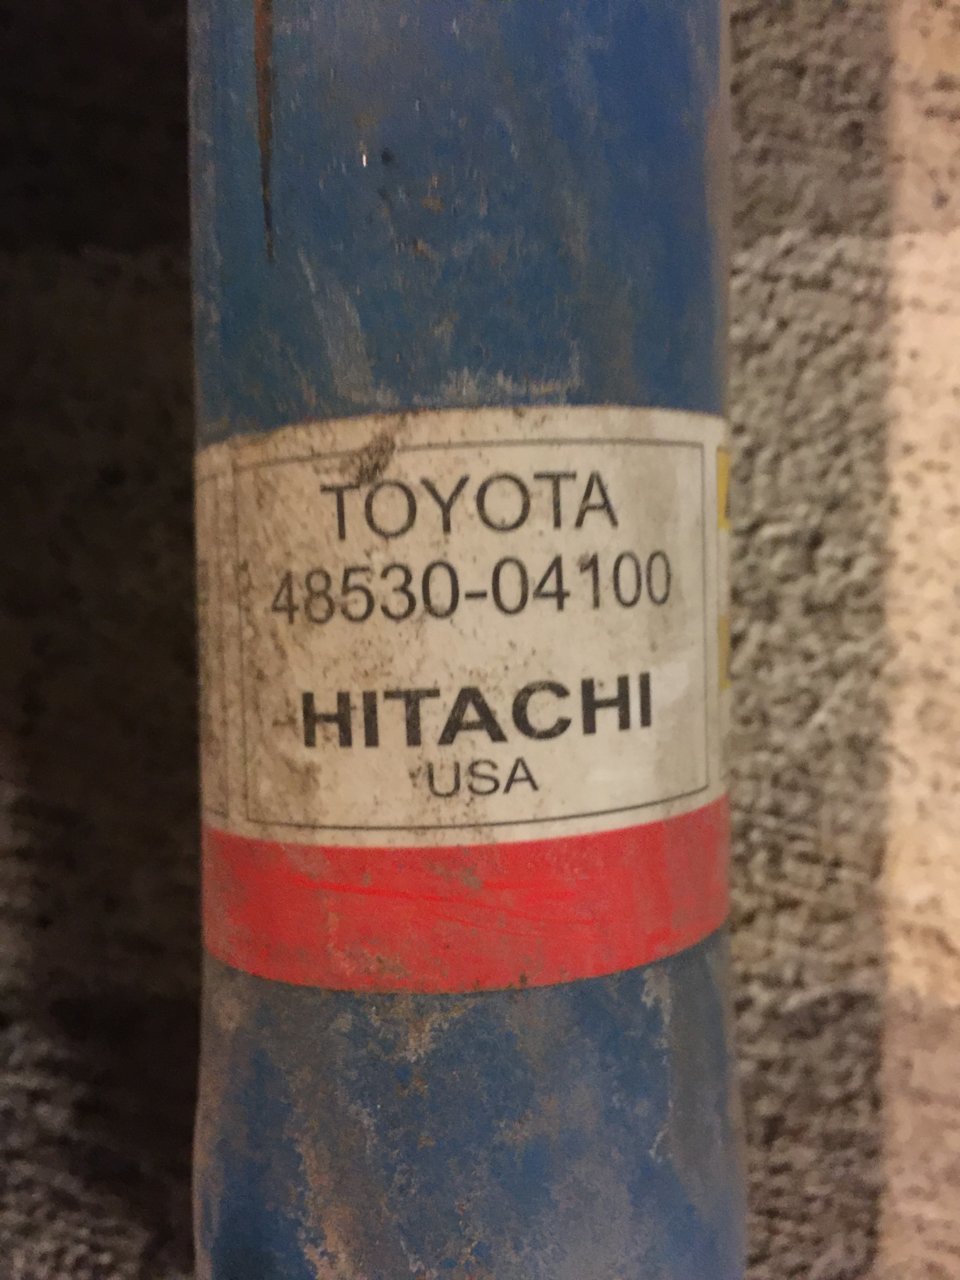 TOYOTA
48530-04100
HITACHI
USA